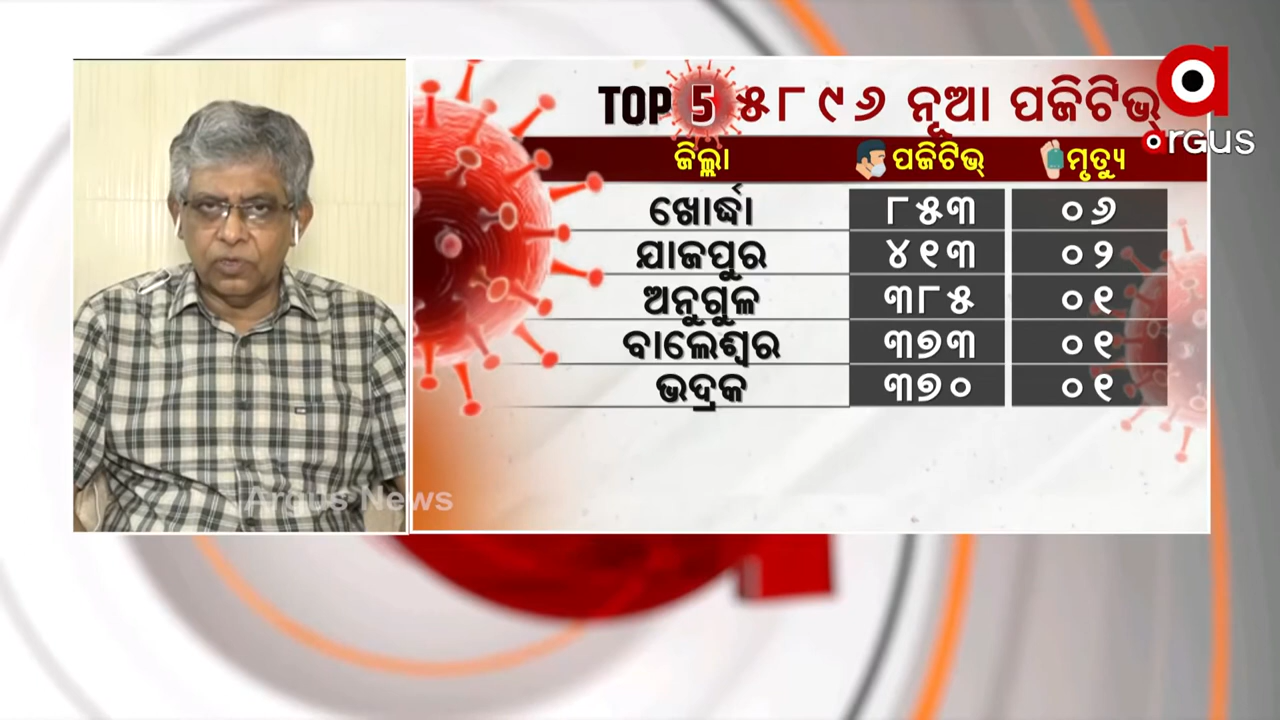 TOP 5 ୫୮୯୬ ନୂଆ ପଜିଟିଭ୍
argus
ଜିଲ୍ଲା ପଜିଟିଭ୍ ମୃତ୍ୟୁ
ଖୋର୍ଦ୍ଧା ୮୫୩ ୦୬
ଯାଜପୁର ୪୧୩ ୦୨
ଅନୁଗୁଳ ୩୮୫ ୦୧
ବାଲେଶ୍ଵର ୩୭୩ ୦୧
ଭଦ୍ରକ ୩୭୦ ୦୧
Argus News